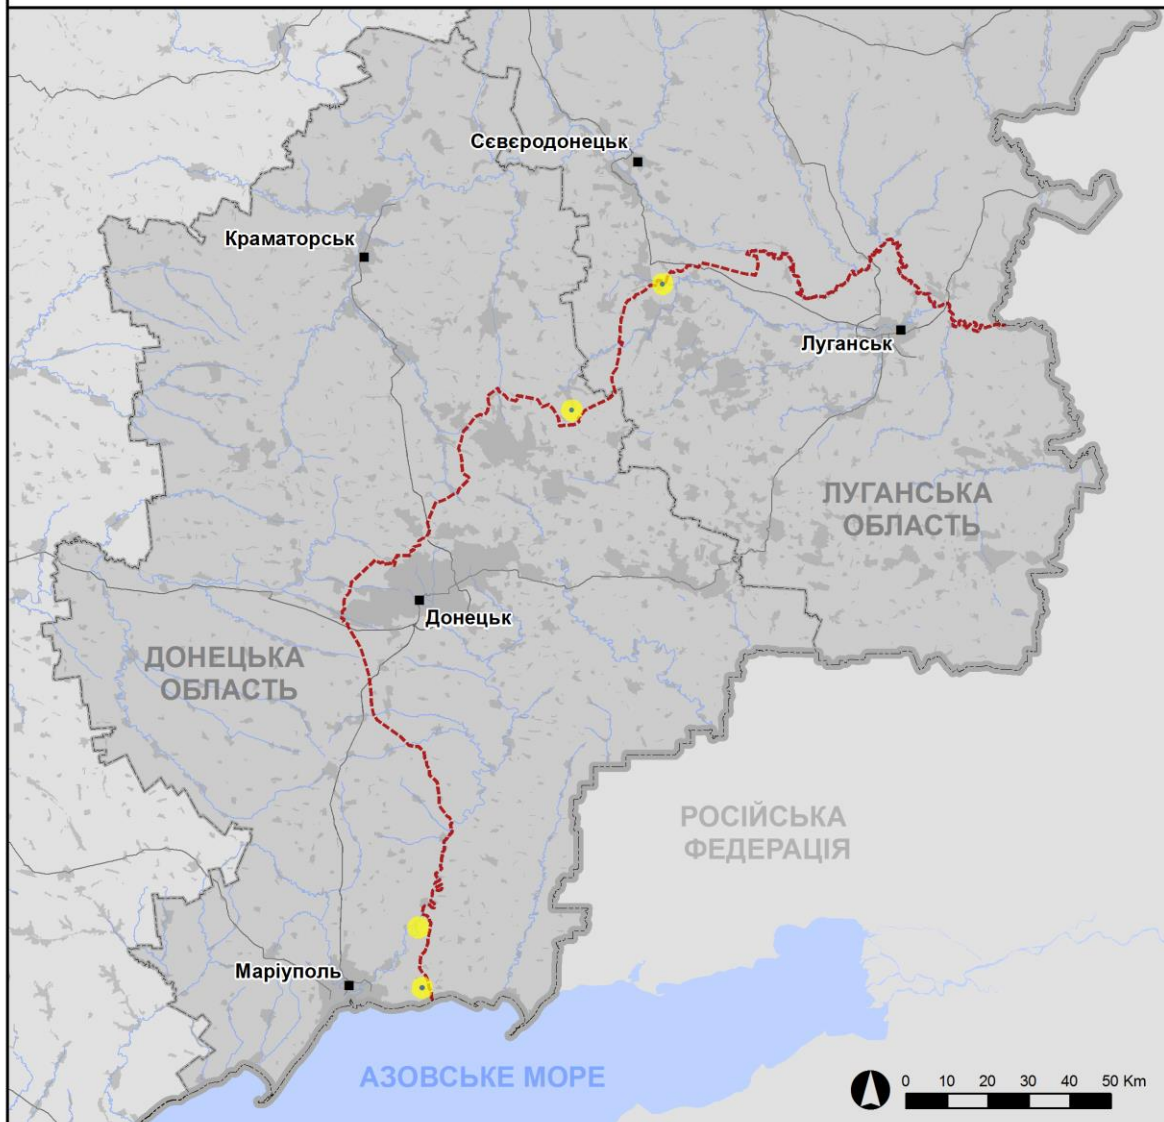 Сєвєродонецьк
Краматорськ
Луганськ
ЛУГАНСЬКА
ОБЛАСТЬ
Донецьк
ДОНЕЦЬКА
ОБЛАСТЬ
РОСІЙСЬКА
ФЕДЕРАЦІЯ
Маріуполь
АЗОВСЬКЕ МОРЕ
0 10 20 30 40 50 Km